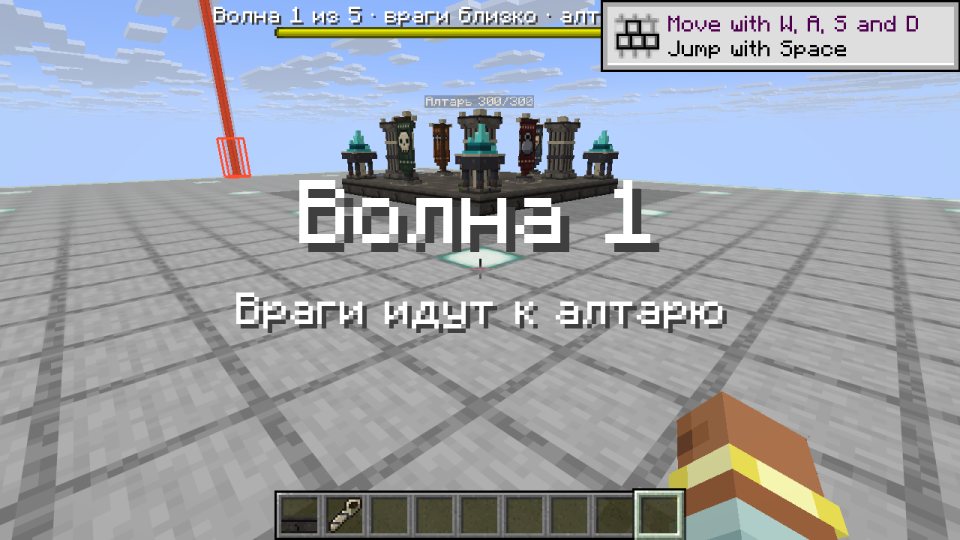 Волна 1 из 5 · враги близко · алт
Move with W, A, S and D
Jump with Space
Алтарь 300/300
Волна 1
Враги идут к алтарю